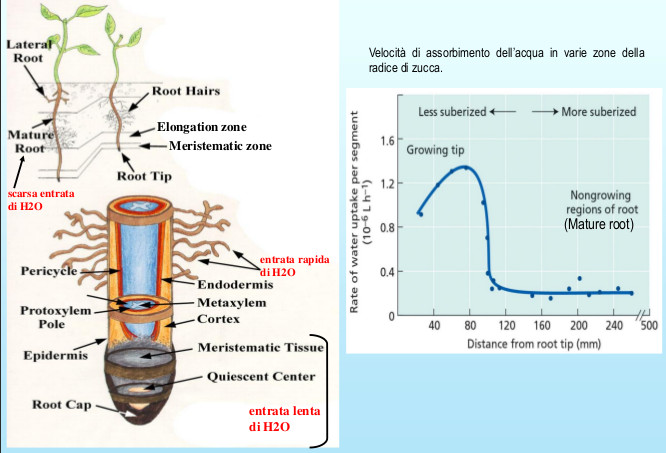 Lateral
Root
Root Hairs
Elongation zone
Mature
Root
Meristematic zone
Root Tip
scarsa entrata
di H2O
entrata rapida
di H2O
Pericycle
Endodermis
Metaxylem
Protoxylem
Pole
Cortex
Epidermis
Meristematic Tissue
Quiescent Center
Root Cap
entrata lenta
di H2O
Velocità di assorbimento dell'acqua in varie zone della
radice di zucca.
Less suberized
More suberized
Growing tip
Nongrowing
regions of root
(Mature root)
Rate of water uptake per segment
(10⁻⁶ L h⁻¹)
1.6
1.2
0.8
0.4
0
40 80 120 160 200 240 500
Distance from root tip (mm)